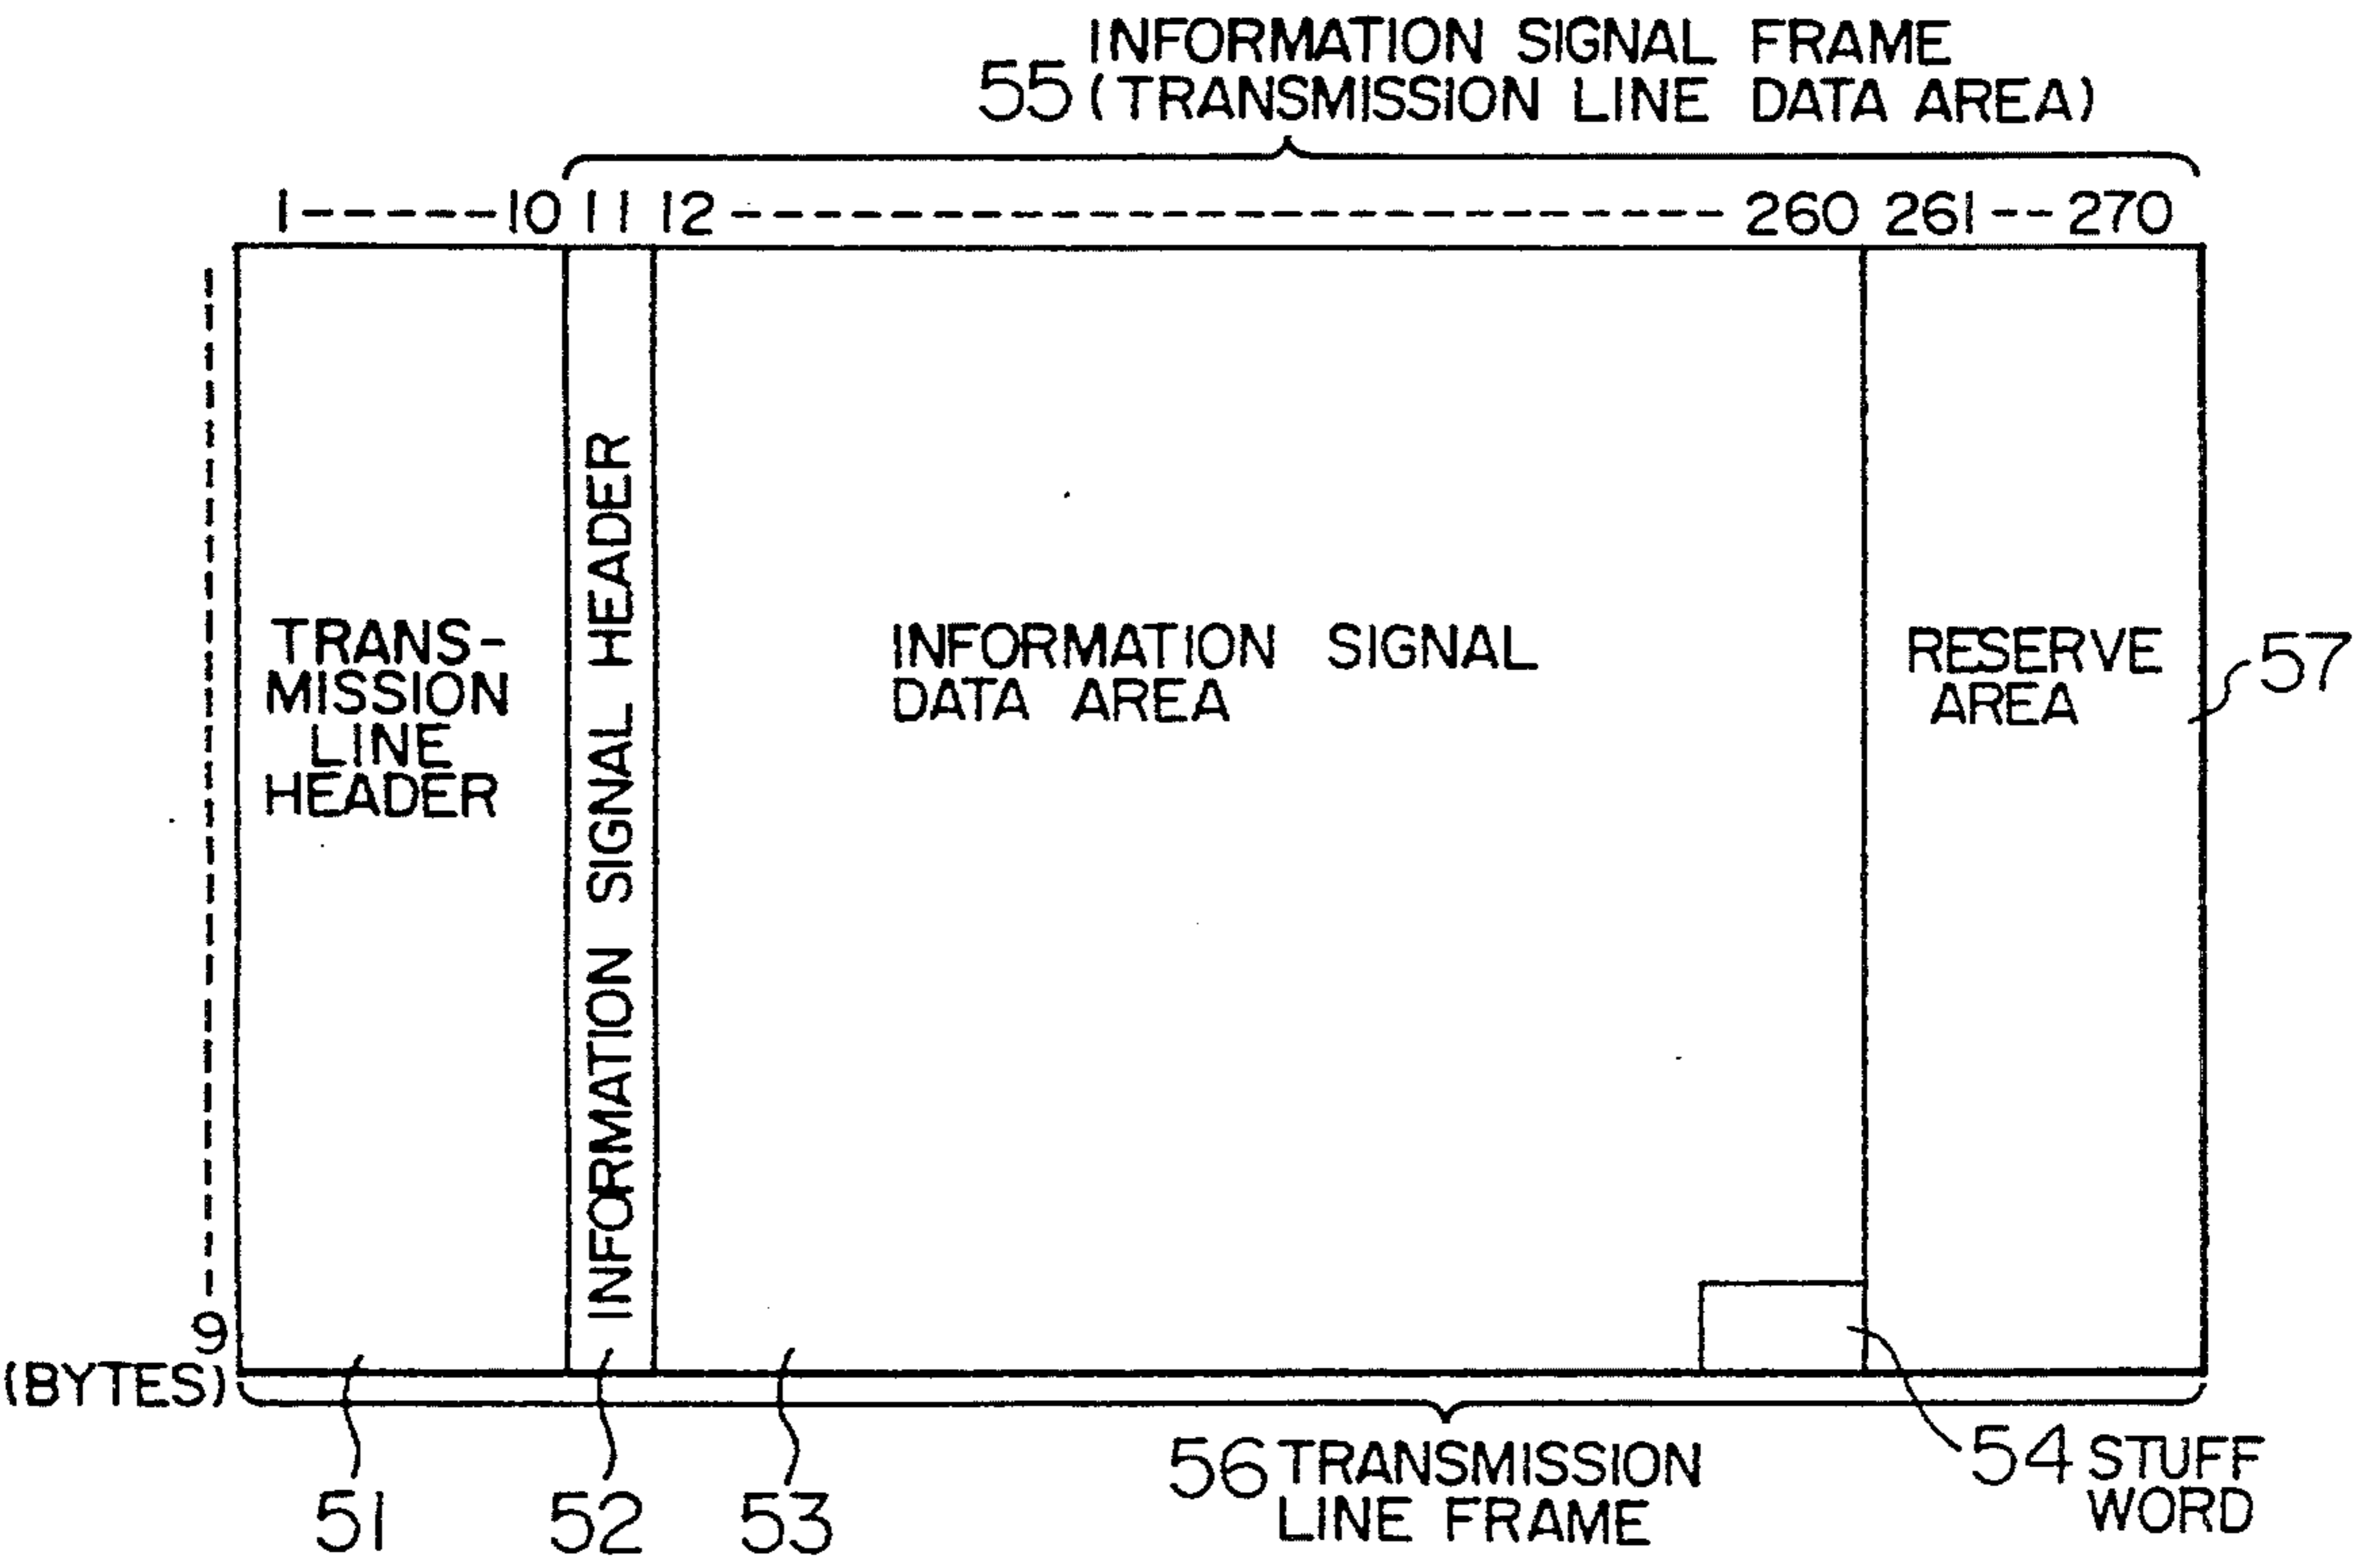 INFORMATION SIGNAL FRAME
55 (TRANSMISSION LINE DATA AREA)
1 ------ 10 11 12 ------------------------- 260 261 -- 270
TRANS-
MISSION
LINE
HEADER
INFORMATION SIGNAL HEADER
INFORMATION SIGNAL
DATA AREA
RESERVE
AREA
57
9
(BYTES)
51
52
53
56 TRANSMISSION
LINE FRAME
54 STUFF
WORD